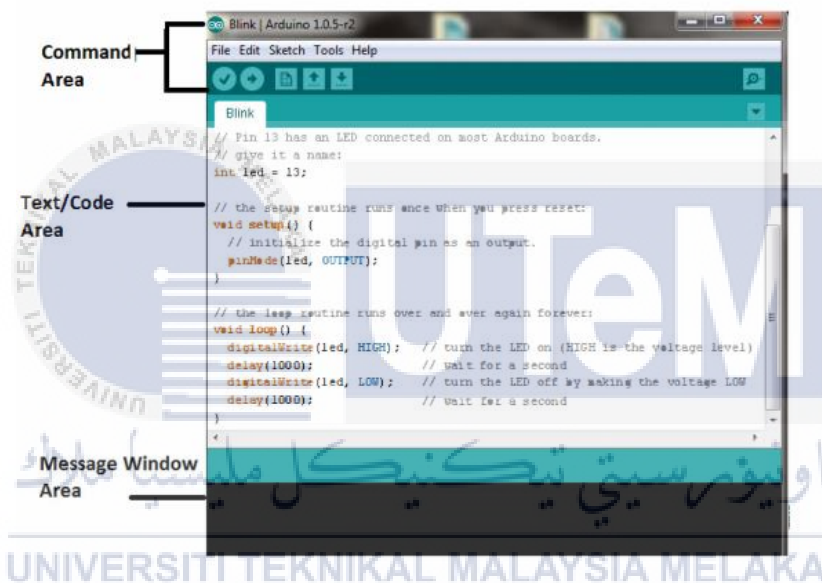 Blink | Arduino 1.0.5-r2
File Edit Sketch Tools Help
Command
Area
Blink
// Pin 13 has an LED connected on most Arduino boards.
// give it a name:
int led = 13;
Text/Code
Area
// the setup routine runs once when you press reset:
void setup() {
// initialize the digital pin as an output.
pinMode(led, OUTPUT);
}
// the loop routine runs over and over again forever:
void loop() {
digitalWrite(led, HIGH); // turn the LED on (HIGH is the voltage level)
delay(1000); // wait for a second
digitalWrite(led, LOW); // turn the LED off by making the voltage LOW
delay(1000); // wait for a second
}
Message Window
Area
UTeM
اونيۏرسيتي تيكنيكل مليسيا ملاك
UNIVERSITI TEKNIKAL MALAYSIA MELAKA